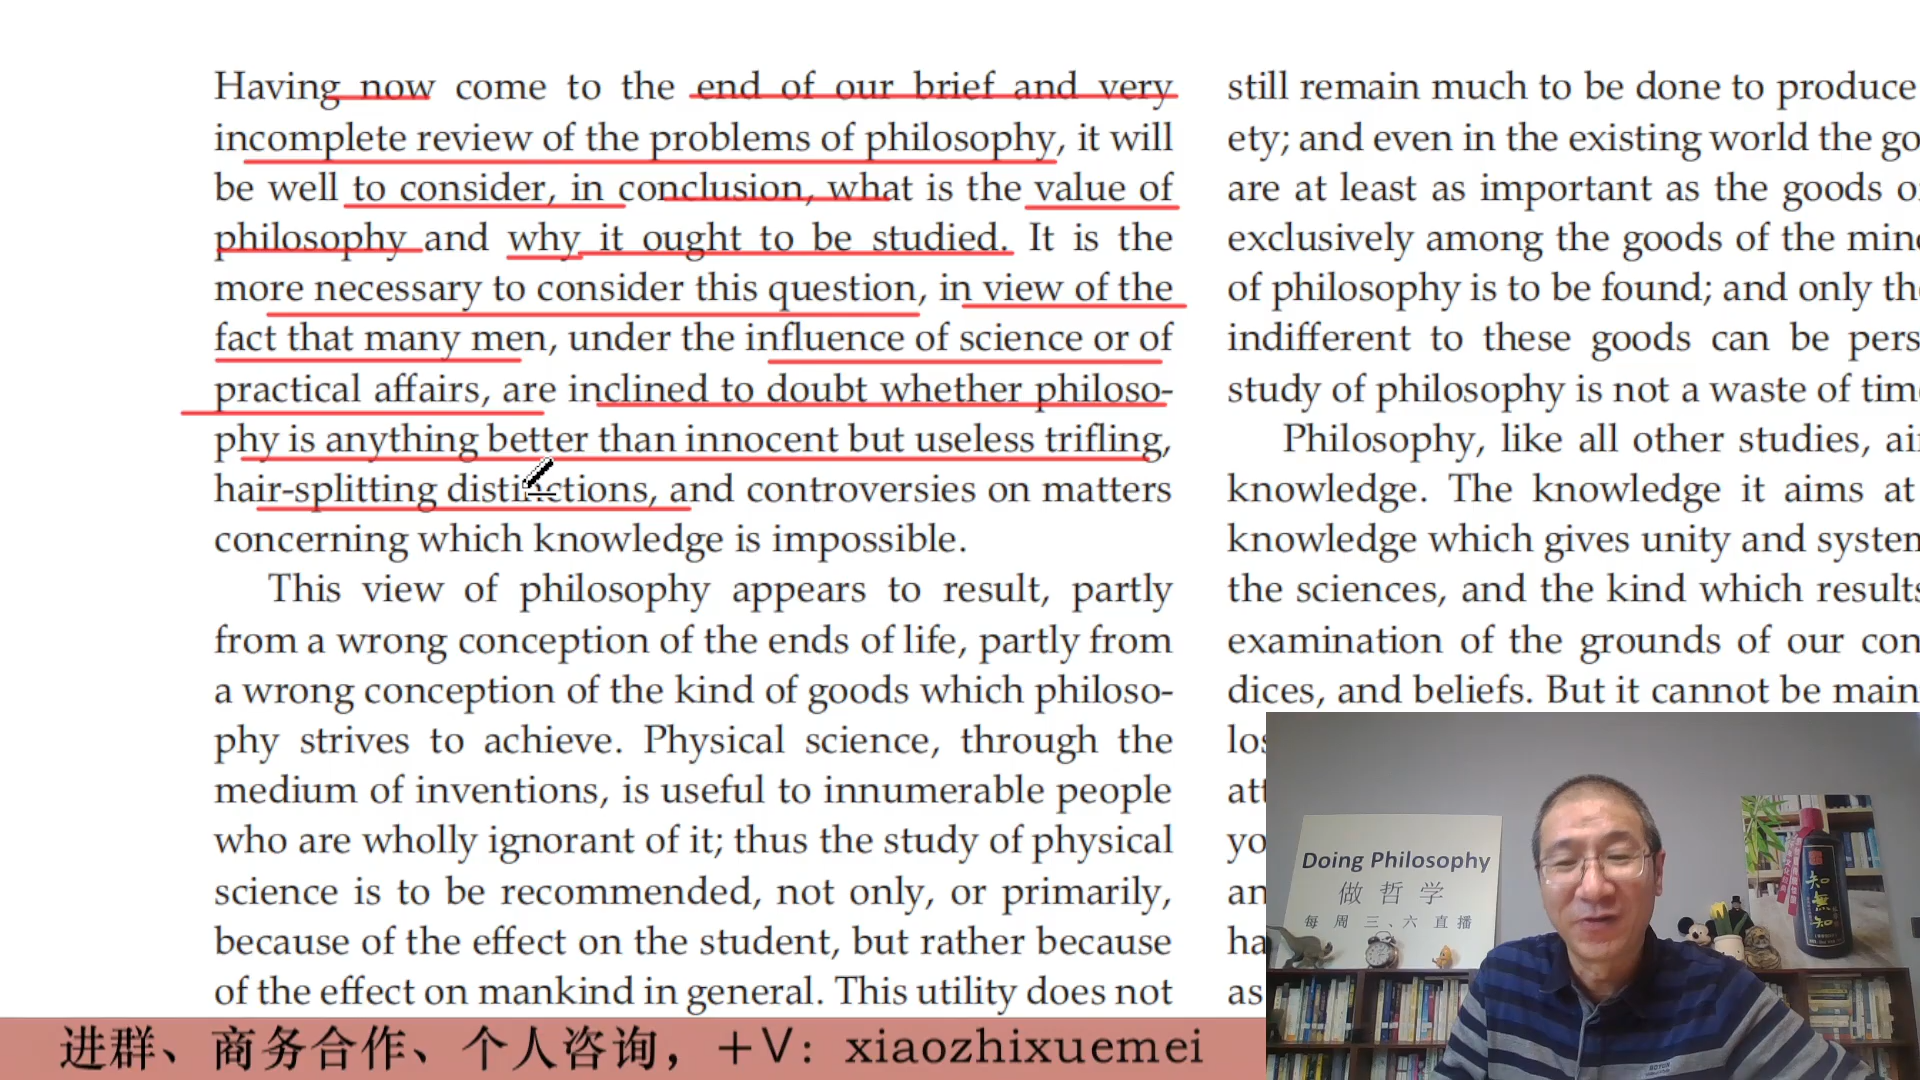 Having now come to the end of our brief and very
incomplete review of the problems of philosophy, it will
be well to consider, in conclusion, what is the value of
philosophy and why it ought to be studied. It is the
more necessary to consider this question, in view of the
fact that many men, under the influence of science or of
practical affairs, are inclined to doubt whether philoso-
phy is anything better than innocent but useless trifling,
hair-splitting distinctions, and controversies on matters
concerning which knowledge is impossible.
This view of philosophy appears to result, partly
from a wrong conception of the ends of life, partly from
a wrong conception of the kind of goods which philoso-
phy strives to achieve. Physical science, through the
medium of inventions, is useful to innumerable people
who are wholly ignorant of it; thus the study of physical
science is to be recommended, not only, or primarily,
because of the effect on the student, but rather because
of the effect on mankind in general. This utility does not
still remain much to be done to produce
ety; and even in the existing world the go
are at least as important as the goods o
exclusively among the goods of the mind
of philosophy is to be found; and only th
indifferent to these goods can be pers
study of philosophy is not a waste of tim
Philosophy, like all other studies, ai
knowledge. The knowledge it aims at
knowledge which gives unity and system
the sciences, and the kind which results
examination of the grounds of our con
dices, and beliefs. But it cannot be main
los
att
yo
an
ha
as
Doing Philosophy
做哲学
每周三、六直播
知無知
进群、商务合作、个人咨询，+V：xiaozhixuemei